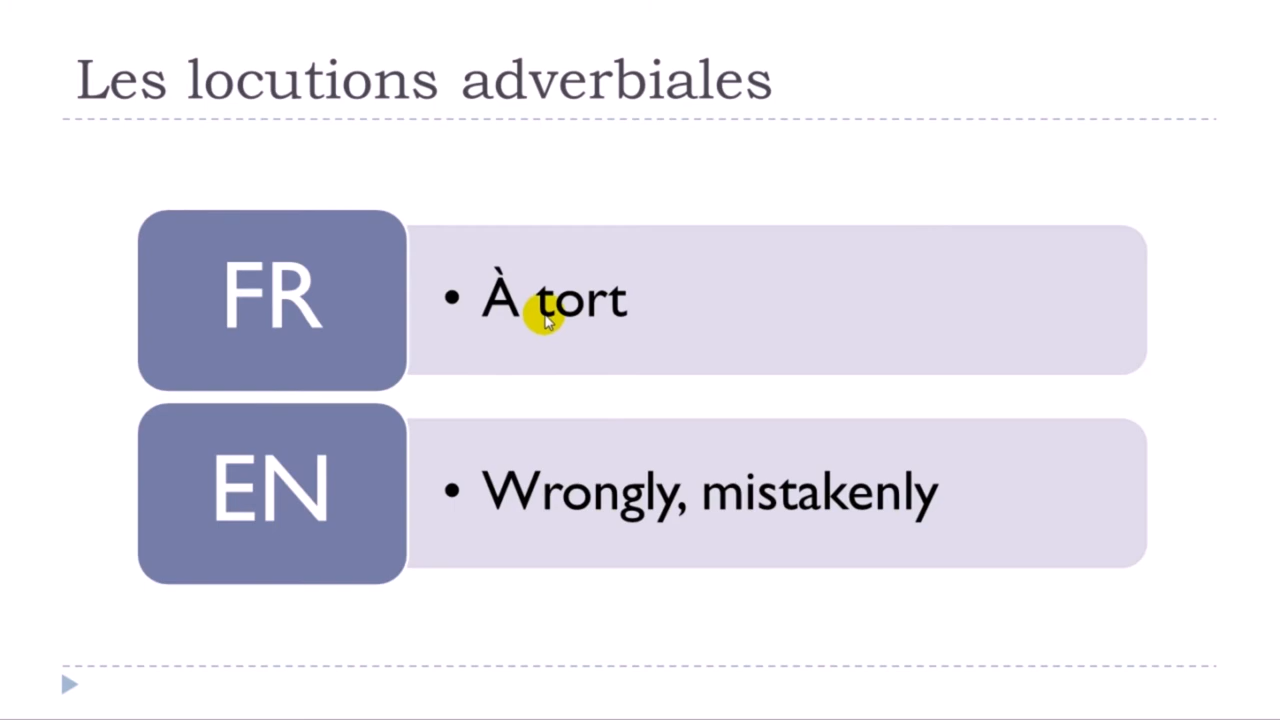 Les locutions adverbiales
FR
• À tort
EN
• Wrongly, mistakenly